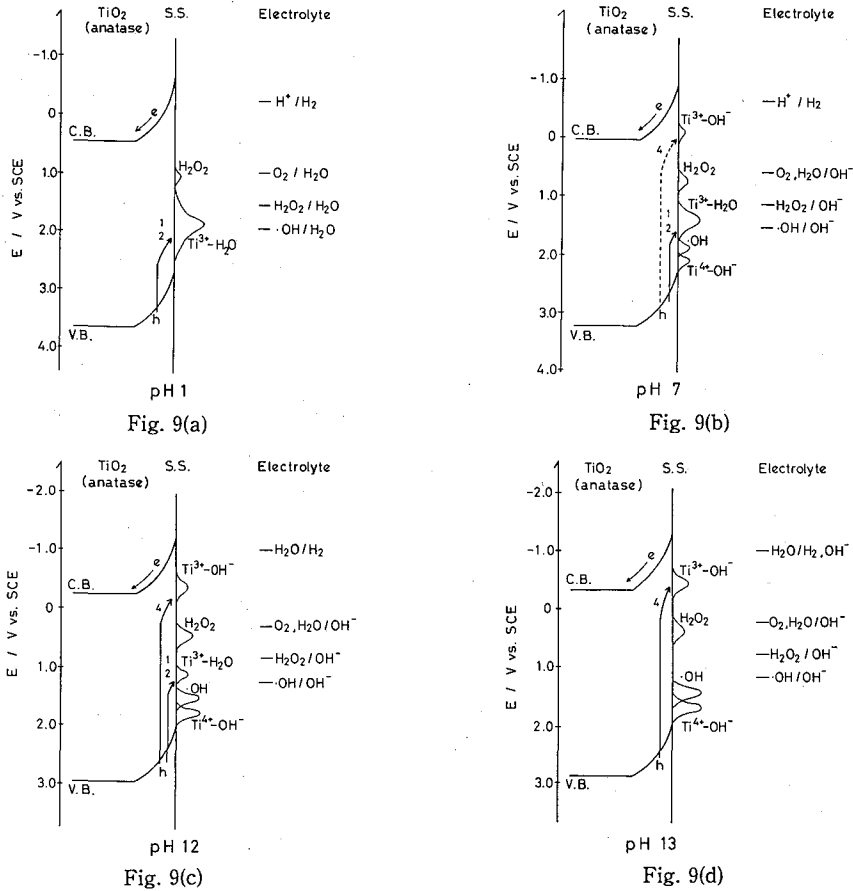 TiO2 S.S. Electrolyte
(anatase)
-1.0
0
1.0
2.0
3.0
4.0
E / V vs. SCE
C.B.
e
H+/H2
H2O2
O2/H2O
H2O2/H2O
·OH/H2O
1
2
Ti3+-H2O
h
V.B.
pH 1
Fig. 9(a)
TiO2 S.S. Electrolyte
(anatase)
-1.0
0
1.0
2.0
3.0
4.0
E / V vs. SCE
C.B.
e
H+/H2
Ti3+-OH-
4
H2O2
O2,H2O/OH-
Ti3+-H2O
H2O2/OH-
1
2
·OH
·OH/OH-
Ti4+-OH-
h
V.B.
pH 7
Fig. 9(b)
TiO2 S.S. Electrolyte
(anatase)
-2.0
-1.0
0
1.0
2.0
3.0
E / V vs. SCE
C.B.
e
H2O/H2
Ti3+-OH-
4
H2O2
O2,H2O/OH-
1
2
Ti3+-H2O
H2O2/OH-
·OH
·OH/OH-
Ti4+-OH-
h
V.B.
pH 12
Fig. 9(c)
TiO2 S.S. Electrolyte
(anatase)
-2.0
-1.0
0
1.0
2.0
3.0
E / V vs. SCE
C.B.
e
H2O/H2,OH-
Ti3+-OH-
4
H2O2
O2,H2O/OH-
H2O2/OH-
·OH
·OH/OH-
Ti4+-OH-
h
V.B.
pH 13
Fig. 9(d)